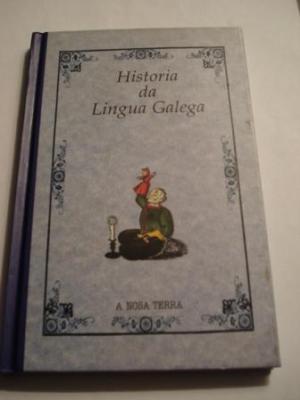 Historia
da
Lingua Galega
A NOSA TERRA